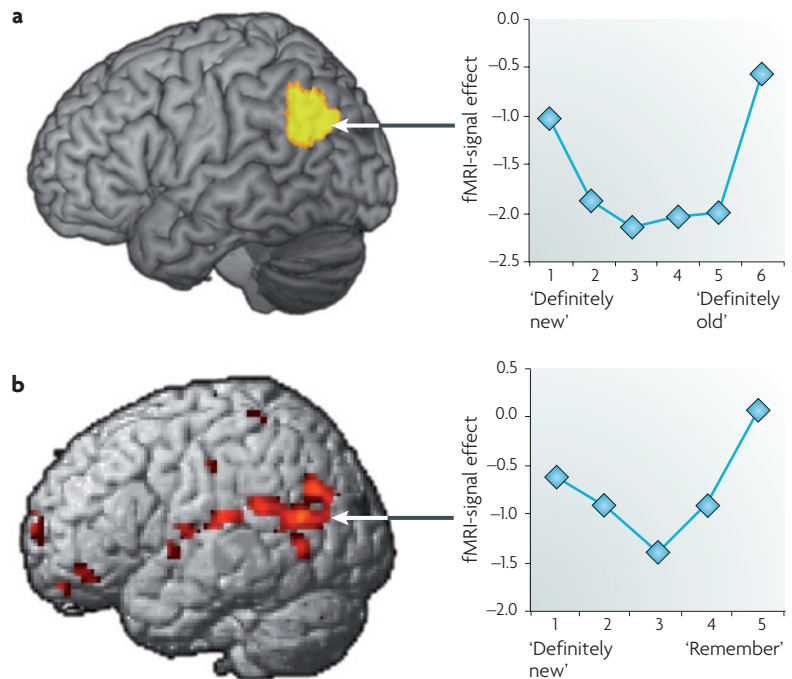 a
fMRI-signal effect
0.0
–0.5
–1.0
–1.5
–2.0
–2.5
1 2 3 4 5 6
‘Definitely new’
‘Definitely old’
b
fMRI-signal effect
0.5
0.0
–0.5
–1.0
–1.5
–2.0
1 2 3 4 5
‘Definitely new’
‘Remember’